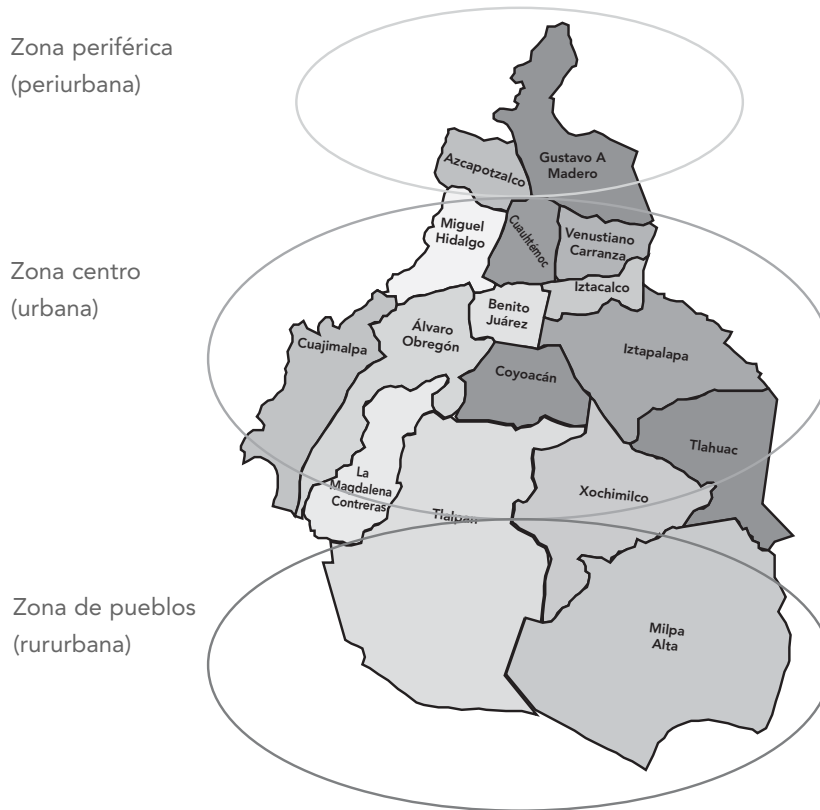 Zona periférica
(periurbana)
Gustavo A
Madero
Azcapotzalco
Miguel
Hidalgo
Cuauhtémoc
Venustiano
Carranza
Zona centro
(urbana)
Iztacalco
Benito
Juárez
Álvaro
Obregón
Cuajimalpa
Iztapalapa
Coyoacán
Tlahuac
La
Magdalena
Contreras
Xochimilco
Tlalpan
Zona de pueblos
(rururbana)
Milpa
Alta